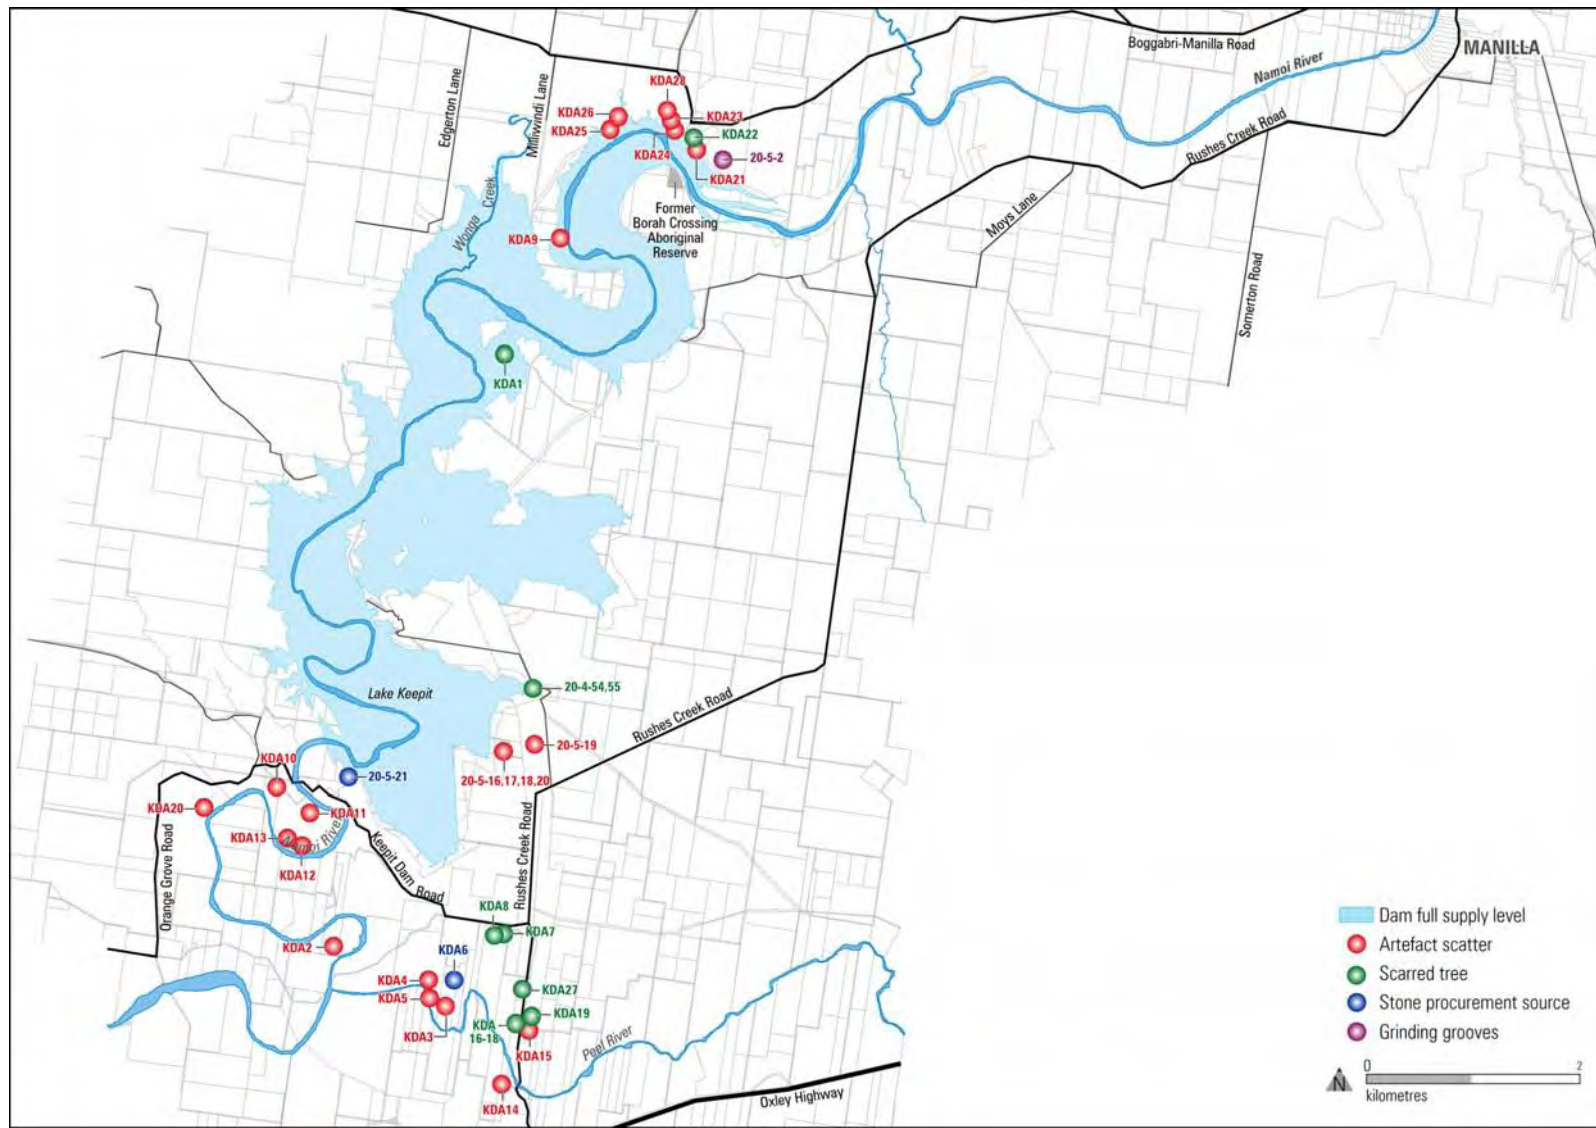 Boggabri-Manilla Road
MANILLA
Namoi River
Rushes Creek Road
Edgerton Lane
Milliwindi Lane
KDA28
KDA26
KDA23
KDA25
KDA22
KDA24
20-5-2
KDA21
Wonga Creek
Former
Borah Crossing
Aboriginal
Reserve
Moys Lane
KDA9
Somerton Road
KDA1
Lake Keepit
20-4-54,55
Rushes Creek Road
20-5-19
20-5-16,17,18,20
KDA10
20-5-21
KDA20
KDA11
KDA13
Namoi River
KDA12
Orange Grove Road
Keepit Dam Road
Rushes Creek Road
KDA8
KDA7
KDA2
KDA6
KDA4
KDA5
KDA27
KDA3
KDA19
KDA
16-18
KDA15
Peel River
KDA14
Oxley Highway
Dam full supply level
Artefact scatter
Scarred tree
Stone procurement source
Grinding grooves
N
0 2
kilometres